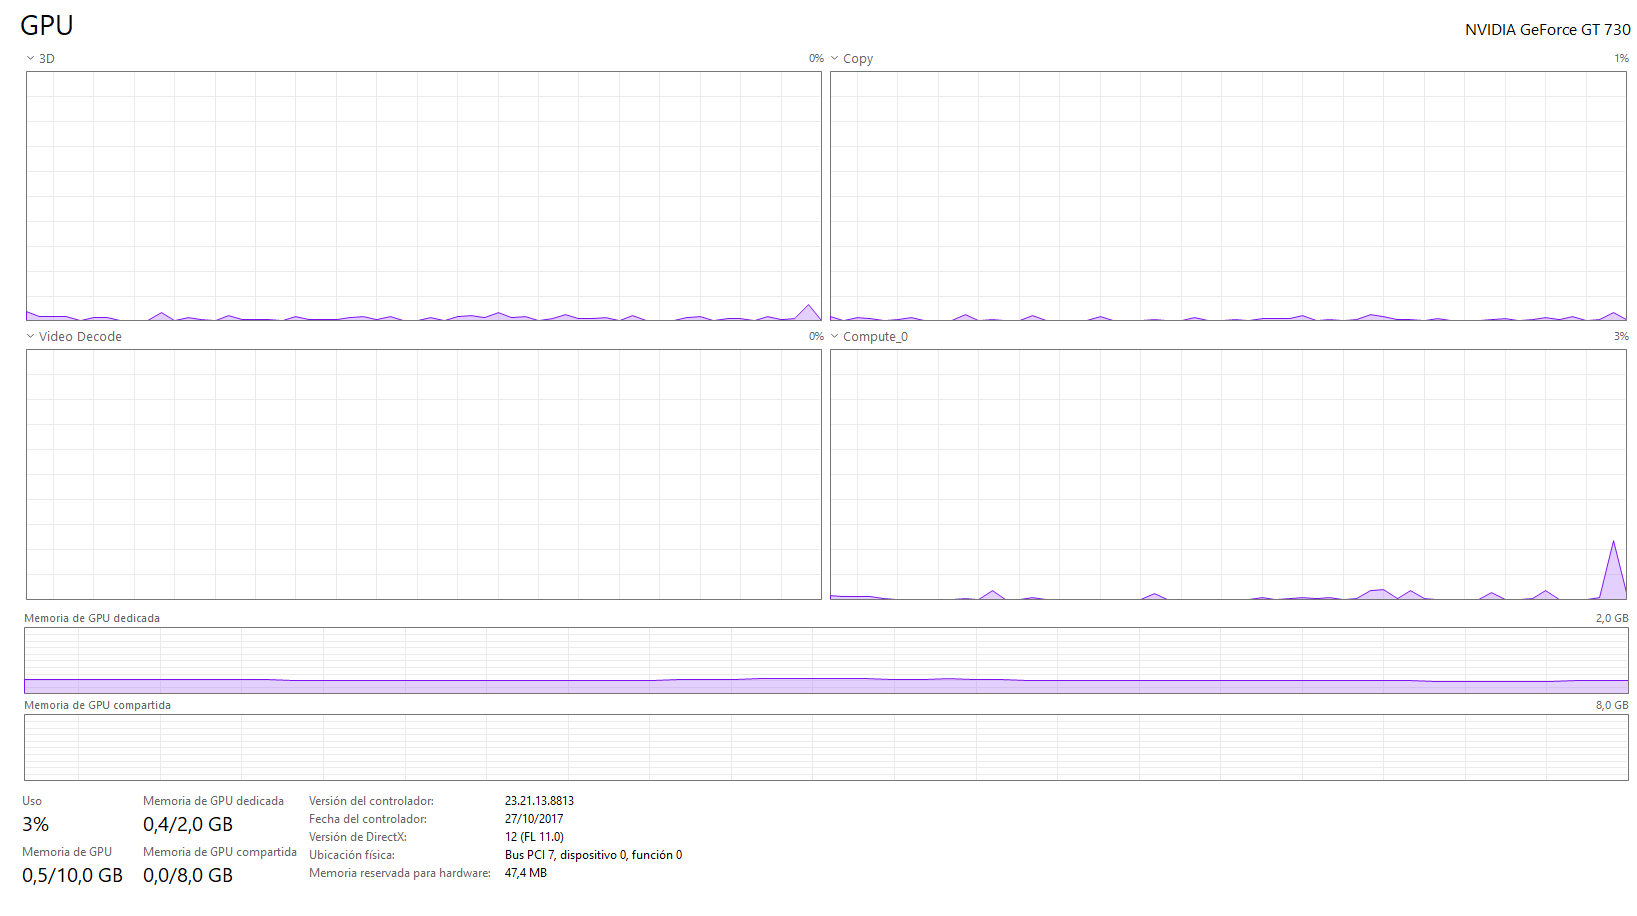 GPU
NVIDIA GeForce GT 730
3D 0%
Copy 1%
Video Decode 0%
Compute_0 3%
Memoria de GPU dedicada 2,0 GB
Memoria de GPU compartida 8,0 GB
Uso
3%
Memoria de GPU dedicada
0,4/2,0 GB
Memoria de GPU
0,5/10,0 GB
Memoria de GPU compartida
0,0/8,0 GB
Versión del controlador: 23.21.13.8813
Fecha del controlador: 27/10/2017
Versión de DirectX: 12 (FL 11.0)
Ubicación física: Bus PCI 7, dispositivo 0, función 0
Memoria reservada para hardware: 47,4 MB